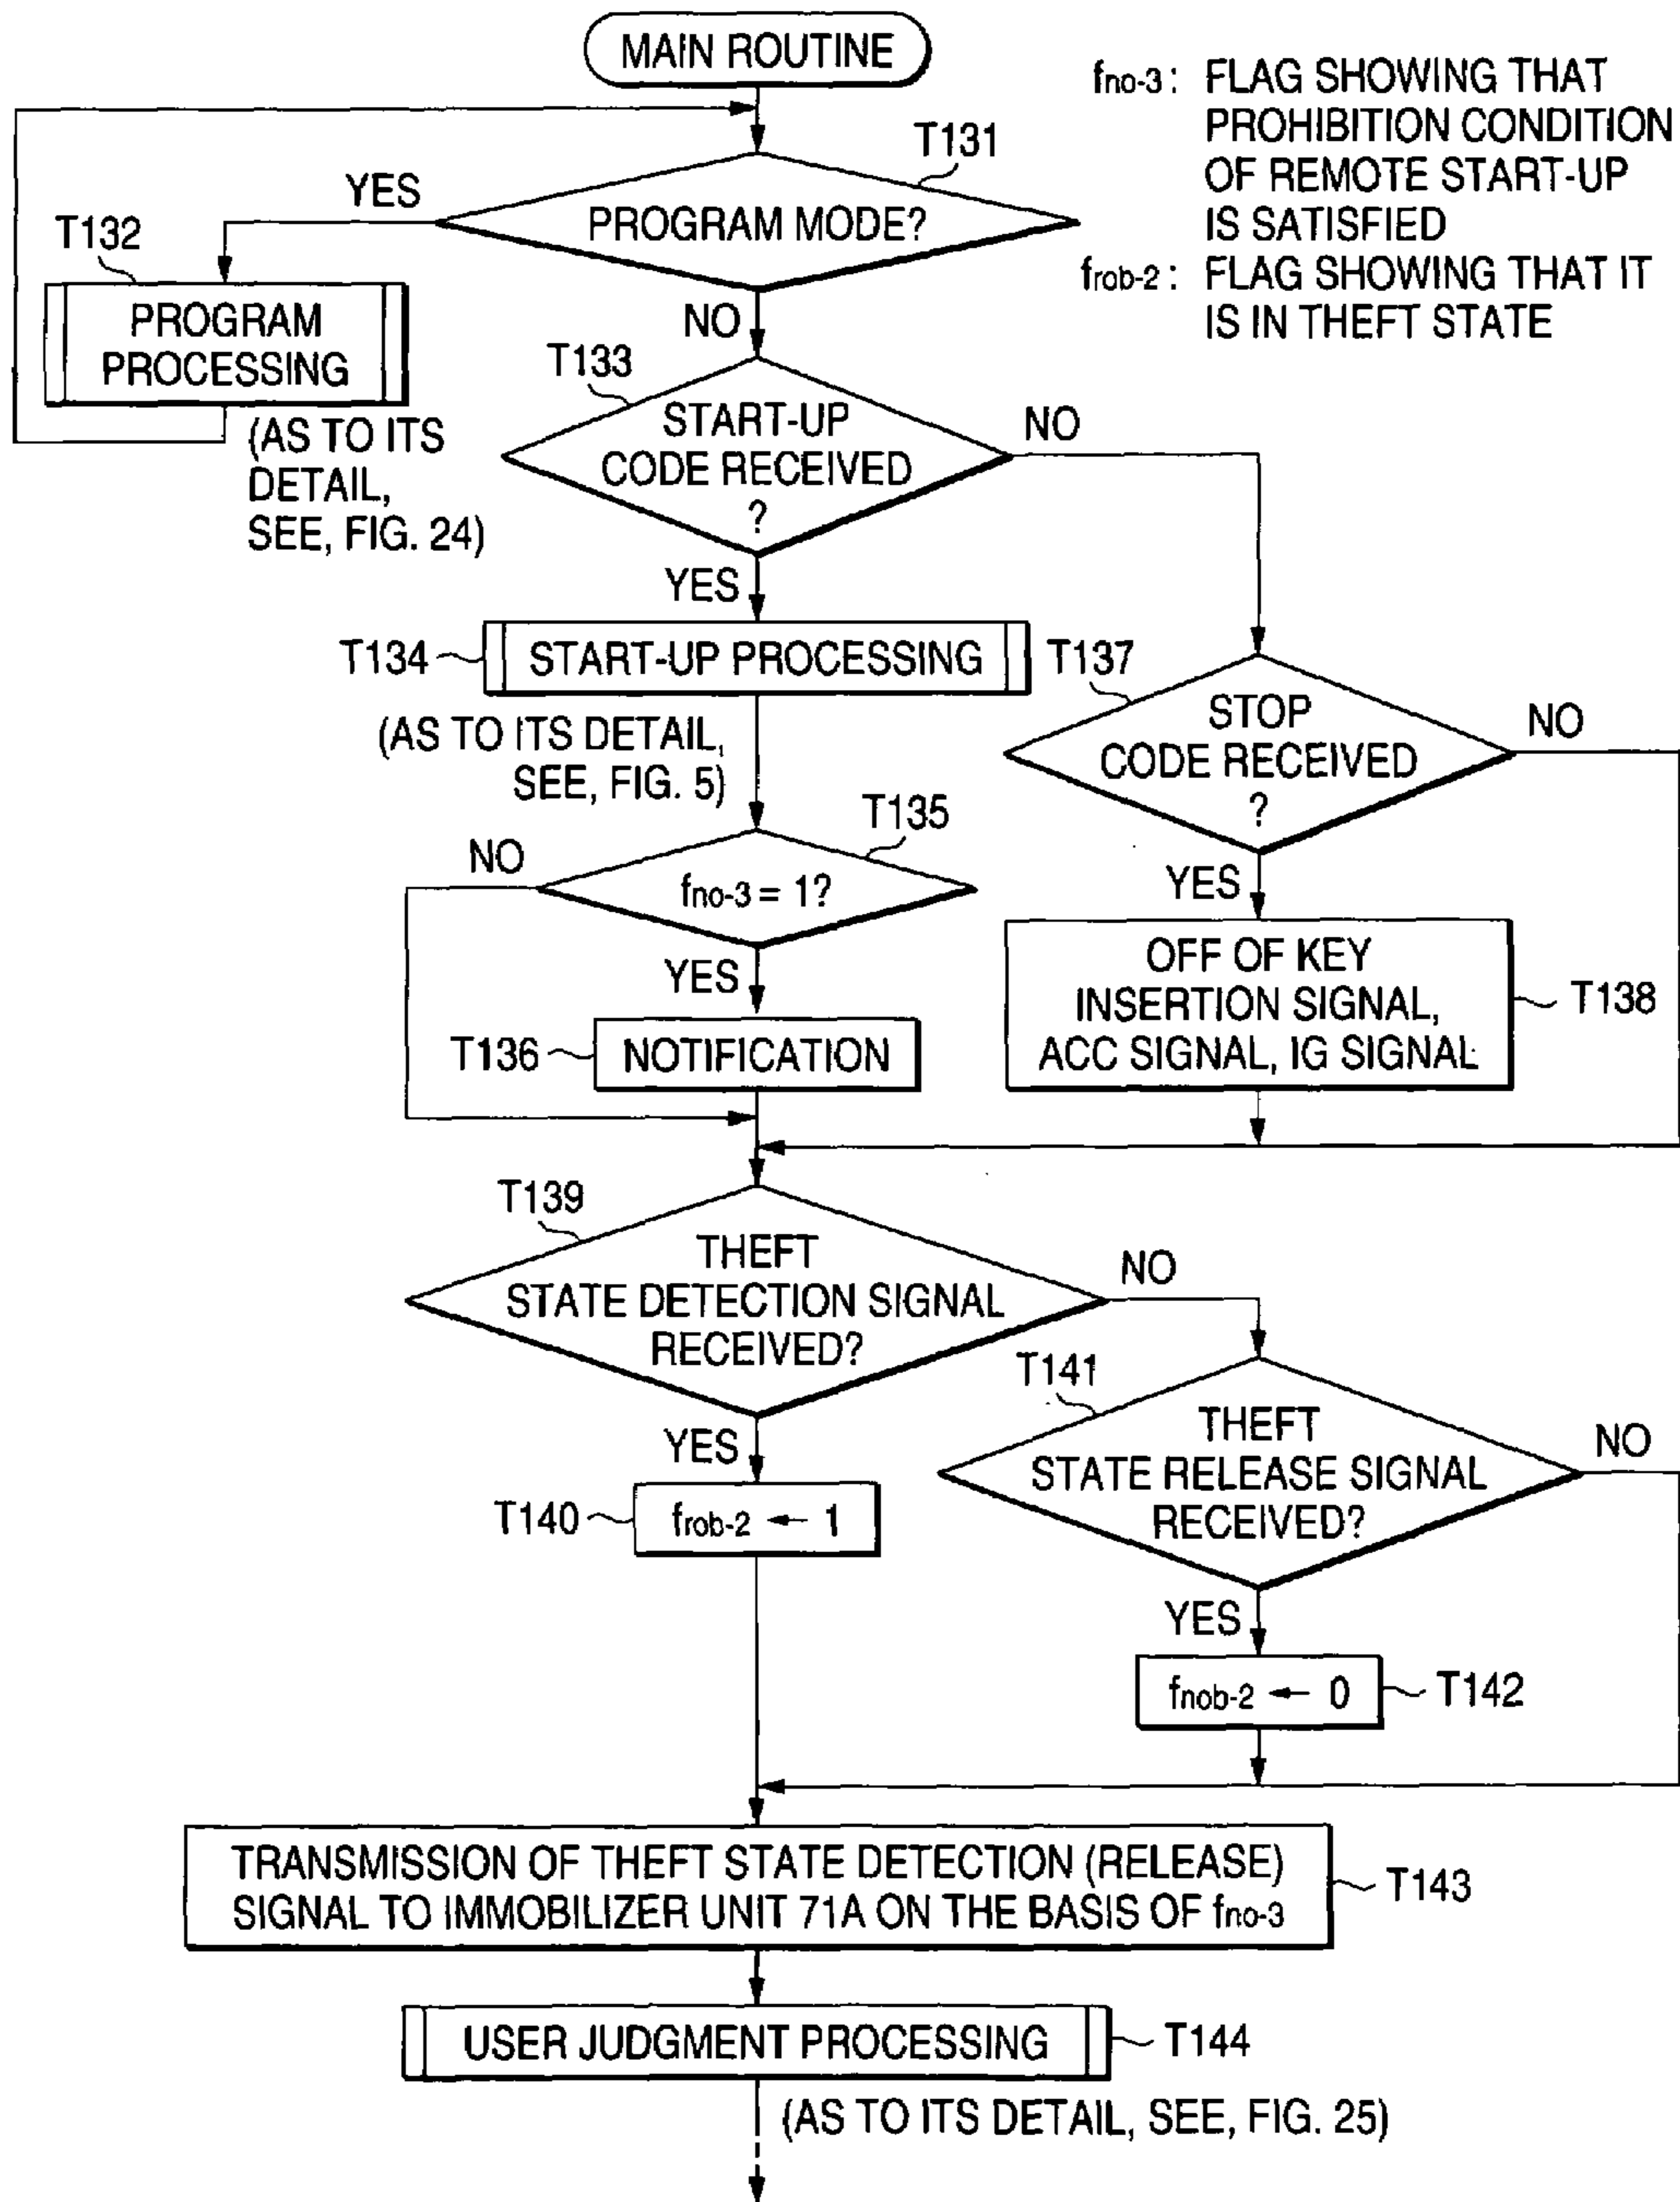 MAIN ROUTINE
fno-3: FLAG SHOWING THAT
PROHIBITION CONDITION
OF REMOTE START-UP
IS SATISFIED
frob-2: FLAG SHOWING THAT IT
IS IN THEFT STATE
T131
YES
PROGRAM MODE?
T132
PROGRAM
PROCESSING
(AS TO ITS
DETAIL,
SEE, FIG. 24)
NO
T133
START-UP
CODE RECEIVED
?
NO
YES
T134
START-UP PROCESSING
(AS TO ITS DETAIL,
SEE, FIG. 5)
T137
STOP
CODE RECEIVED
?
NO
T135
NO
fno-3 = 1?
YES
YES
T136
NOTIFICATION
OFF OF KEY
INSERTION SIGNAL,
ACC SIGNAL, IG SIGNAL
T138
T139
THEFT
STATE DETECTION SIGNAL
RECEIVED?
NO
T141
THEFT
STATE RELEASE SIGNAL
RECEIVED?
NO
YES
T140
frob-2 ← 1
YES
fnob-2 ← 0
T142
TRANSMISSION OF THEFT STATE DETECTION (RELEASE)
SIGNAL TO IMMOBILIZER UNIT 71A ON THE BASIS OF fno-3
T143
USER JUDGMENT PROCESSING
T144
(AS TO ITS DETAIL, SEE, FIG. 25)